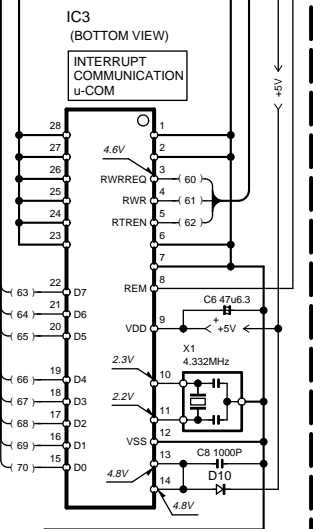 IC3
(BOTTOM VIEW)
INTERRUPT
COMMUNICATION
u-COM
+5V
28 1
27 4.6V 2
26 3
RWRREQ 60
25 4
RWR 61
24 5
RTREN 62
23 6
7
22 8
63 D7 REM
21
64 D6 C6 47u6.3
20 9 +
65 D5 VDD +5V
X1
4.332MHz
19 2.3V 10
66 D4
18
67 D3
17 2.2V 11
68 D2
16 12
69 D1 VSS
15 13 C8 1000P
70 D0 4.8V D10
14
4.8V